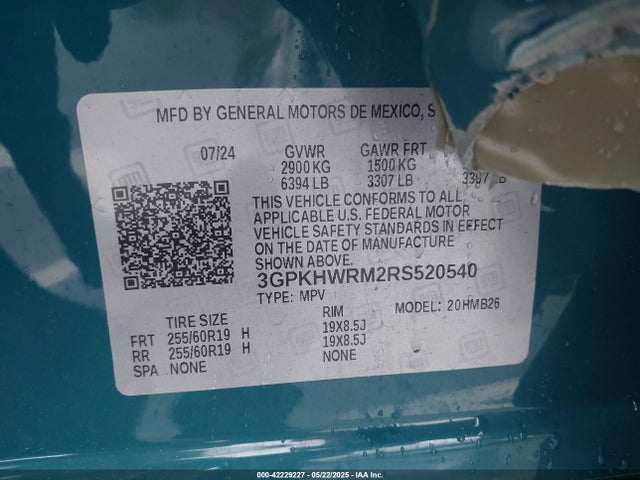 MFD BY GENERAL MOTORS DE MEXICO, S
07/24 GVWR GAWR FRT
2900 KG 1500 KG
6394 LB 3307 LB 3307 LB
THIS VEHICLE CONFORMS TO ALL
APPLICABLE U.S. FEDERAL MOTOR
VEHICLE SAFETY STANDARDS IN EFFECT
ON THE DATE OF MANUFACTURE
SHOWN ABOVE.
3GPKHWRM2RS520540
TYPE: MPV MODEL: 20HMB26
TIRE SIZE RIM
FRT 255/60R19 H 19X8.5J
RR 255/60R19 H 19X8.5J
SPA NONE NONE
000-42229227 - 05/22/2025 - IAA Inc.